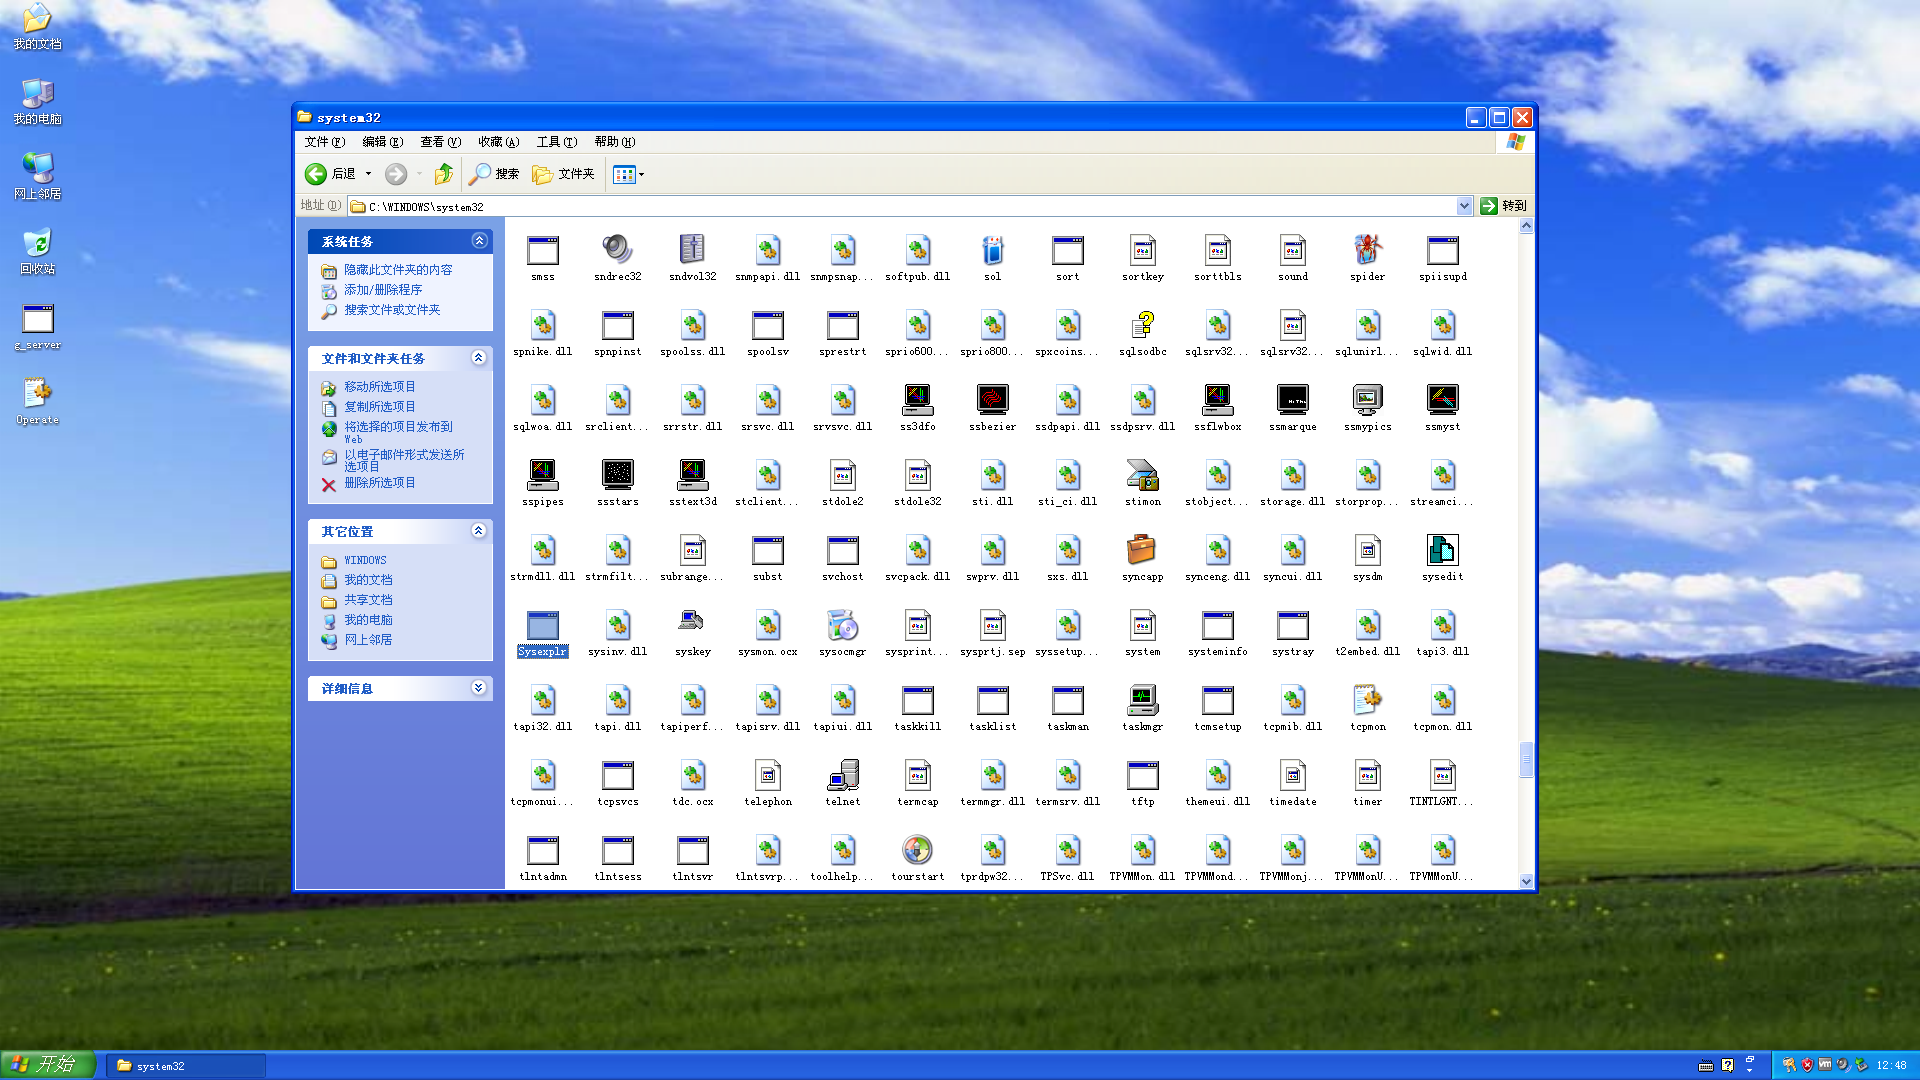 我的文档
我的电脑
网上邻居
回收站
g_server
Operate
system32
文件(F) 编辑(E) 查看(V) 收藏(A) 工具(T) 帮助(H)
后退 搜索 文件夹
地址(D) C:\WINDOWS\system32 转到
系统任务
隐藏此文件夹的内容
添加/删除程序
搜索文件或文件夹
文件和文件夹任务
移动所选项目
复制所选项目
将选择的项目发布到
Web
以电子邮件形式发送所
选项目
删除所选项目
其它位置
WINDOWS
我的文档
共享文档
我的电脑
网上邻居
详细信息
smss sndrec32 sndvol32 snmpapi.dll snmpsnap... softpub.dll sol sort sortkey sorttbls sound spider spiisupd
spnike.dll spnpinst spoolss.dll spoolsv sprestrt sprio600... sprio800... spxcoins... sqlsodbc sqlsrv32... sqlsrv32... sqlunirl... sqlwid.dll
sqlwoa.dll srclient... srrstr.dll srsvc.dll srvsvc.dll ss3dfo ssbezier ssdpapi.dll ssdpsrv.dll ssflwbox ssmarque ssmypics ssmyst
sspipes ssstars sstext3d stclient... stdole2 stdole32 sti.dll sti_ci.dll stimon stobject... storage.dll storprop... streamci...
strmdll.dll strmfilt... subrange... subst svchost svcpack.dll swprv.dll sxs.dll syncapp synceng.dll syncui.dll sysdm sysedit
Sysexplr sysinv.dll syskey sysmon.ocx sysocmgr sysprint... sysprtj.sep syssetup... system systeminfo systray t2embed.dll tapi3.dll
tapi32.dll tapi.dll tapiperf... tapisrv.dll tapiui.dll taskkill tasklist taskman taskmgr tcmsetup tcpmib.dll tcpmon tcpmon.dll
tcpmonui... tcpsvcs tdc.ocx telephon telnet termcap termmgr.dll termsrv.dll tftp themeui.dll timedate timer TINTLGNT...
tlntadmn tlntsess tlntsvr tlntsvrp... toolhelp... tourstart tprdpw32... TPSvc.dll TPVMMon.dll TPVMMond... TPVMMonj... TPVMMonU... TPVMMonU...
开始 system32 12:48